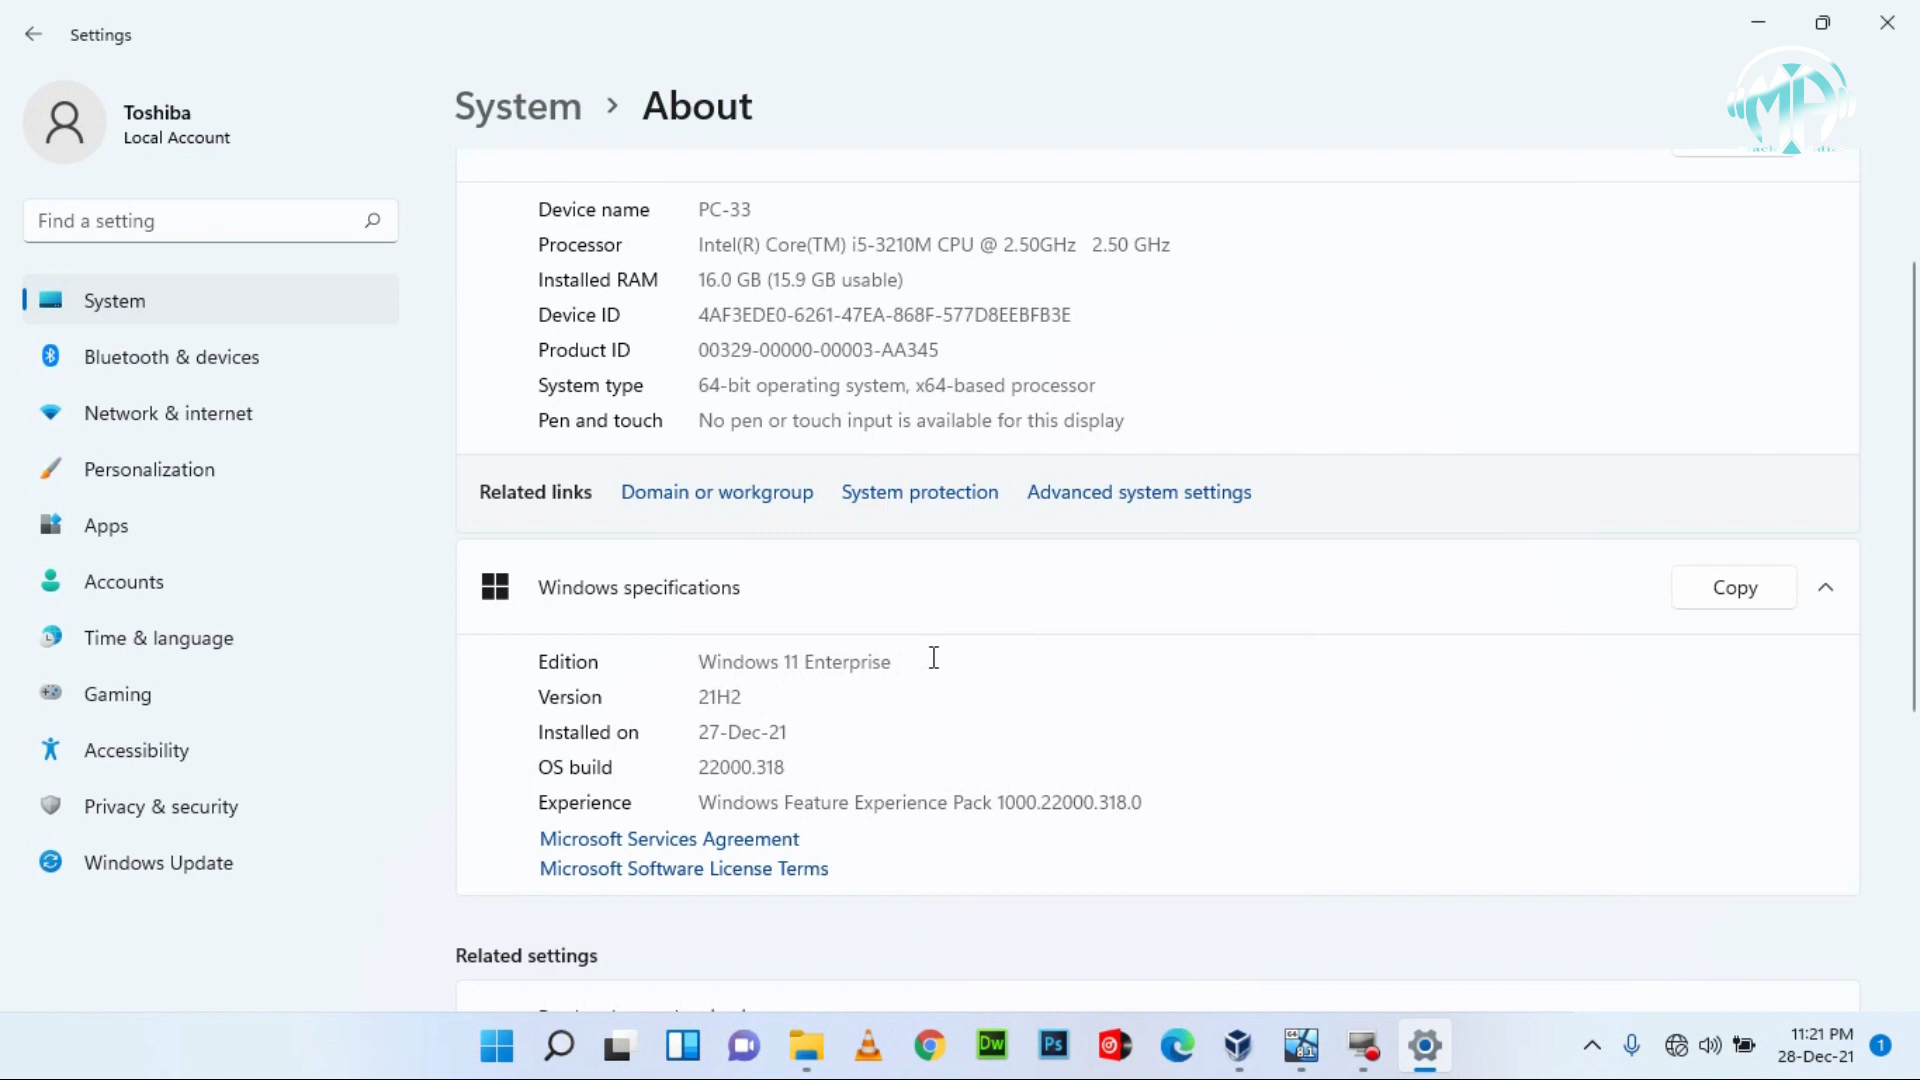 Settings
Toshiba
Local Account
Find a setting
System
Bluetooth & devices
Network & internet
Personalization
Apps
Accounts
Time & language
Gaming
Accessibility
Privacy & security
Windows Update
System > About
Device name PC-33
Processor Intel(R) Core(TM) i5-3210M CPU @ 2.50GHz 2.50 GHz
Installed RAM 16.0 GB (15.9 GB usable)
Device ID 4AF3EDE0-6261-47EA-868F-577D8EEBFB3E
Product ID 00329-00000-00003-AA345
System type 64-bit operating system, x64-based processor
Pen and touch No pen or touch input is available for this display
Related links Domain or workgroup System protection Advanced system settings
Windows specifications Copy
Edition Windows 11 Enterprise
Version 21H2
Installed on 27-Dec-21
OS build 22000.318
Experience Windows Feature Experience Pack 1000.22000.318.0
Microsoft Services Agreement
Microsoft Software License Terms
Related settings
Dw Ps 64 8.1
11:21 PM
28-Dec-21
1